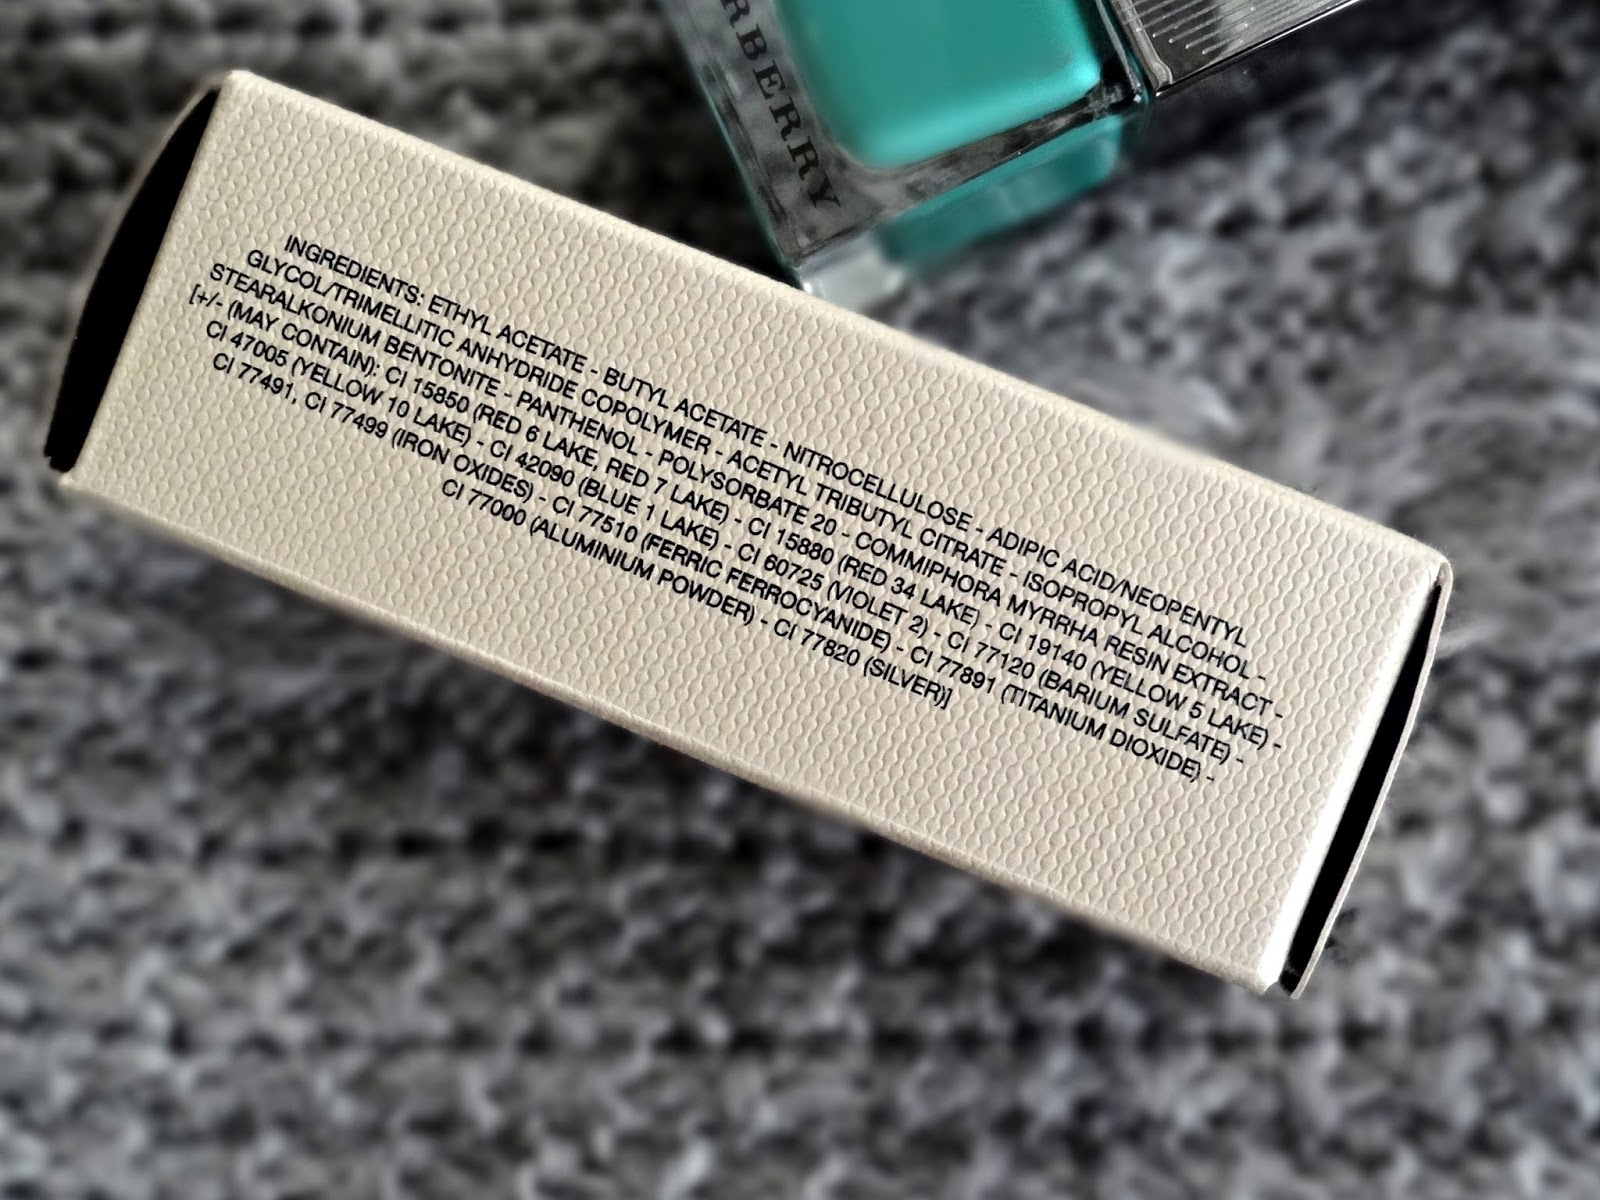 RBERRY
INGREDIENTS: ETHYL ACETATE - BUTYL ACETATE - NITROCELLULOSE - ADIPIC ACID/NEOPENTYL
GLYCOL/TRIMELLITIC ANHYDRIDE COPOLYMER - ACETYL TRIBUTYL CITRATE - ISOPROPYL ALCOHOL -
STEARALKONIUM BENTONITE - PANTHENOL - POLYSORBATE 20 - COMMIPHORA MYRRHA RESIN EXTRACT -
[+/- (MAY CONTAIN): CI 15850 (RED 6 LAKE, RED 7 LAKE) - CI 15880 (RED 34 LAKE) - CI 19140 (YELLOW 5 LAKE) -
CI 47005 (YELLOW 10 LAKE) - CI 42090 (BLUE 1 LAKE) - CI 60725 (VIOLET 2) - CI 77120 (BARIUM SULFATE) -
CI 77491, CI 77499 (IRON OXIDES) - CI 77510 (FERRIC FERROCYANIDE) - CI 77891 (TITANIUM DIOXIDE) -
CI 77000 (ALUMINIUM POWDER) - CI 77820 (SILVER)]